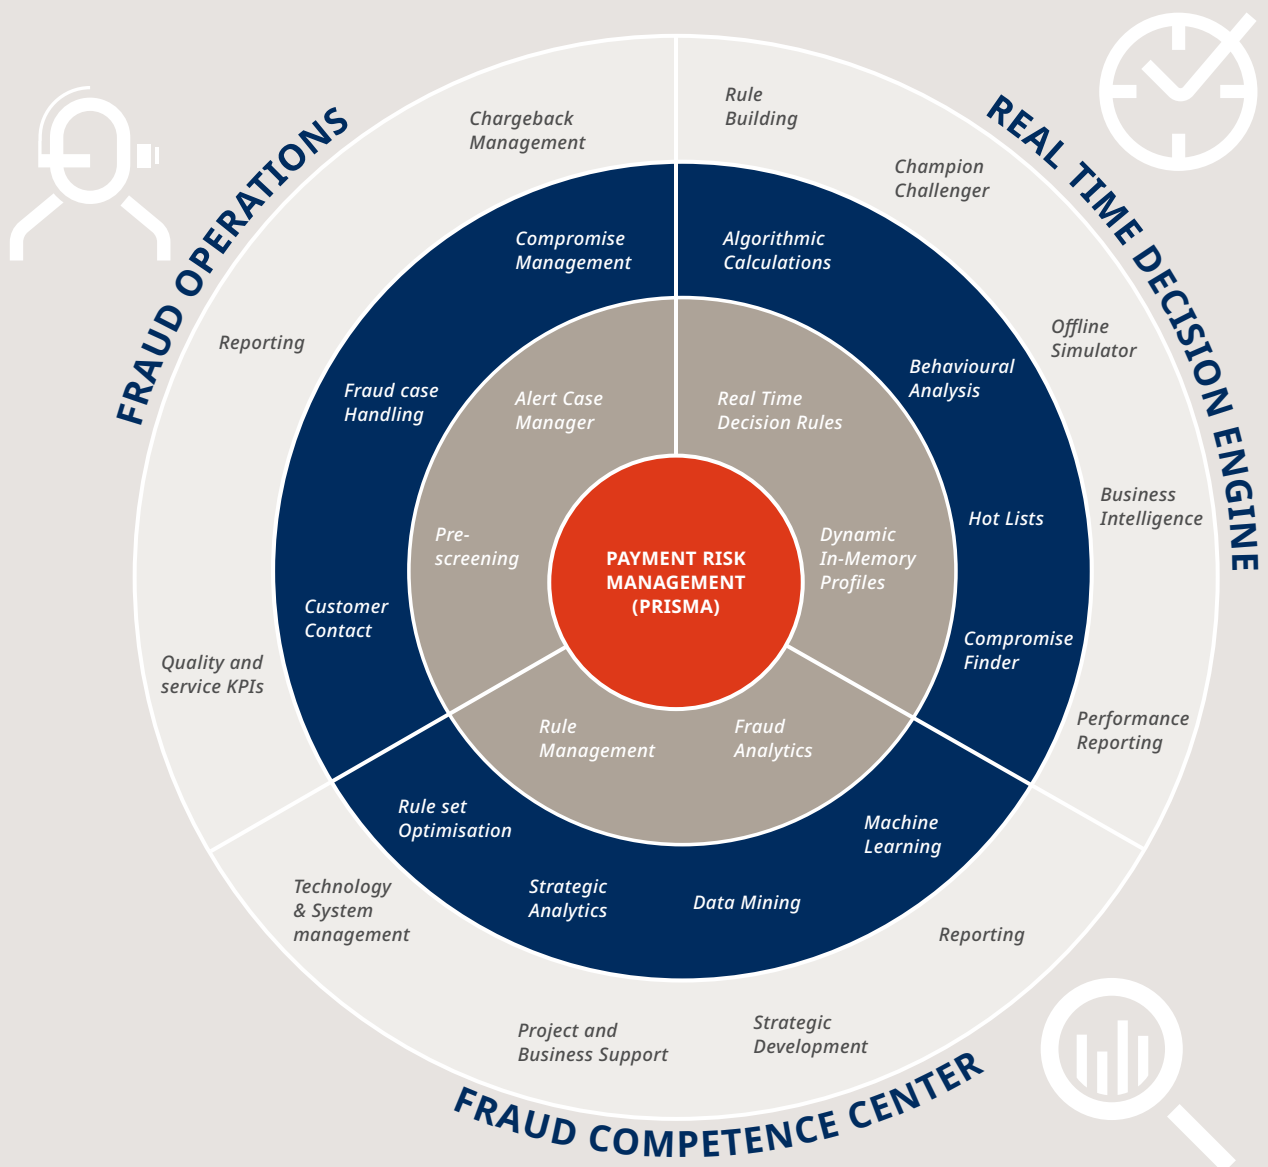 FRAUD OPERATIONS
REAL TIME DECISION ENGINE
FRAUD COMPETENCE CENTER
Chargeback
Management
Rule
Building
Champion
Challenger
Compromise
Management
Algorithmic
Calculations
Reporting
Offline
Simulator
Fraud case
Handling
Alert Case
Manager
Real Time
Decision Rules
Behavioural
Analysis
Business
Intelligence
Pre-
screening
PAYMENT RISK
MANAGEMENT
(PRISMA)
Dynamic
In-Memory
Profiles
Hot Lists
Customer
Contact
Compromise
Finder
Quality and
service KPIs
Performance
Reporting
Rule
Management
Fraud
Analytics
Rule set
Optimisation
Machine
Learning
Strategic
Analytics
Data Mining
Technology
& System
management
Reporting
Project and
Business Support
Strategic
Development